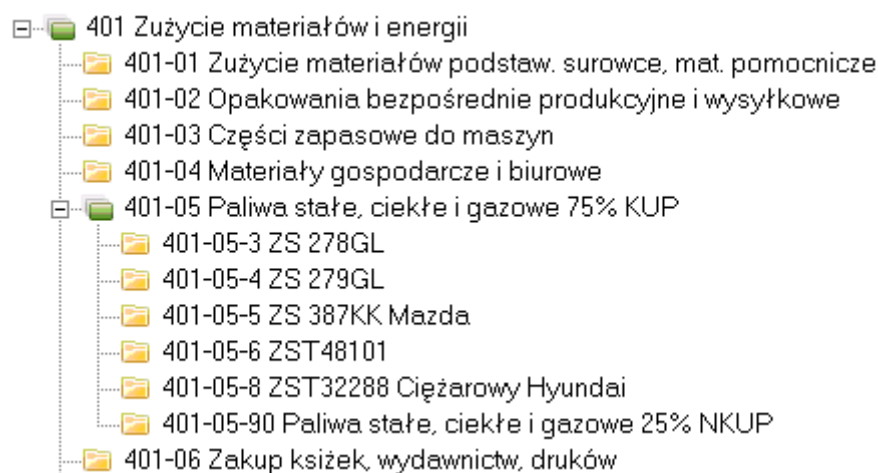 401 Zużycie materiałów i energii
401-01 Zużycie materiałów podstaw. surowce, mat. pomocnicze
401-02 Opakowania bezpośrednie produkcyjne i wysyłkowe
401-03 Części zapasowe do maszyn
401-04 Materiały gospodarcze i biurowe
401-05 Paliwa stałe, ciekłe i gazowe 75% KUP
401-05-3 ZS 278GL
401-05-4 ZS 279GL
401-05-5 ZS 387KK Mazda
401-05-6 ZST48101
401-05-8 ZST32288 Ciężarowy Hyundai
401-05-90 Paliwa stałe, ciekłe i gazowe 25% NKUP
401-06 Zakup ksiżek, wydawnictw, druków